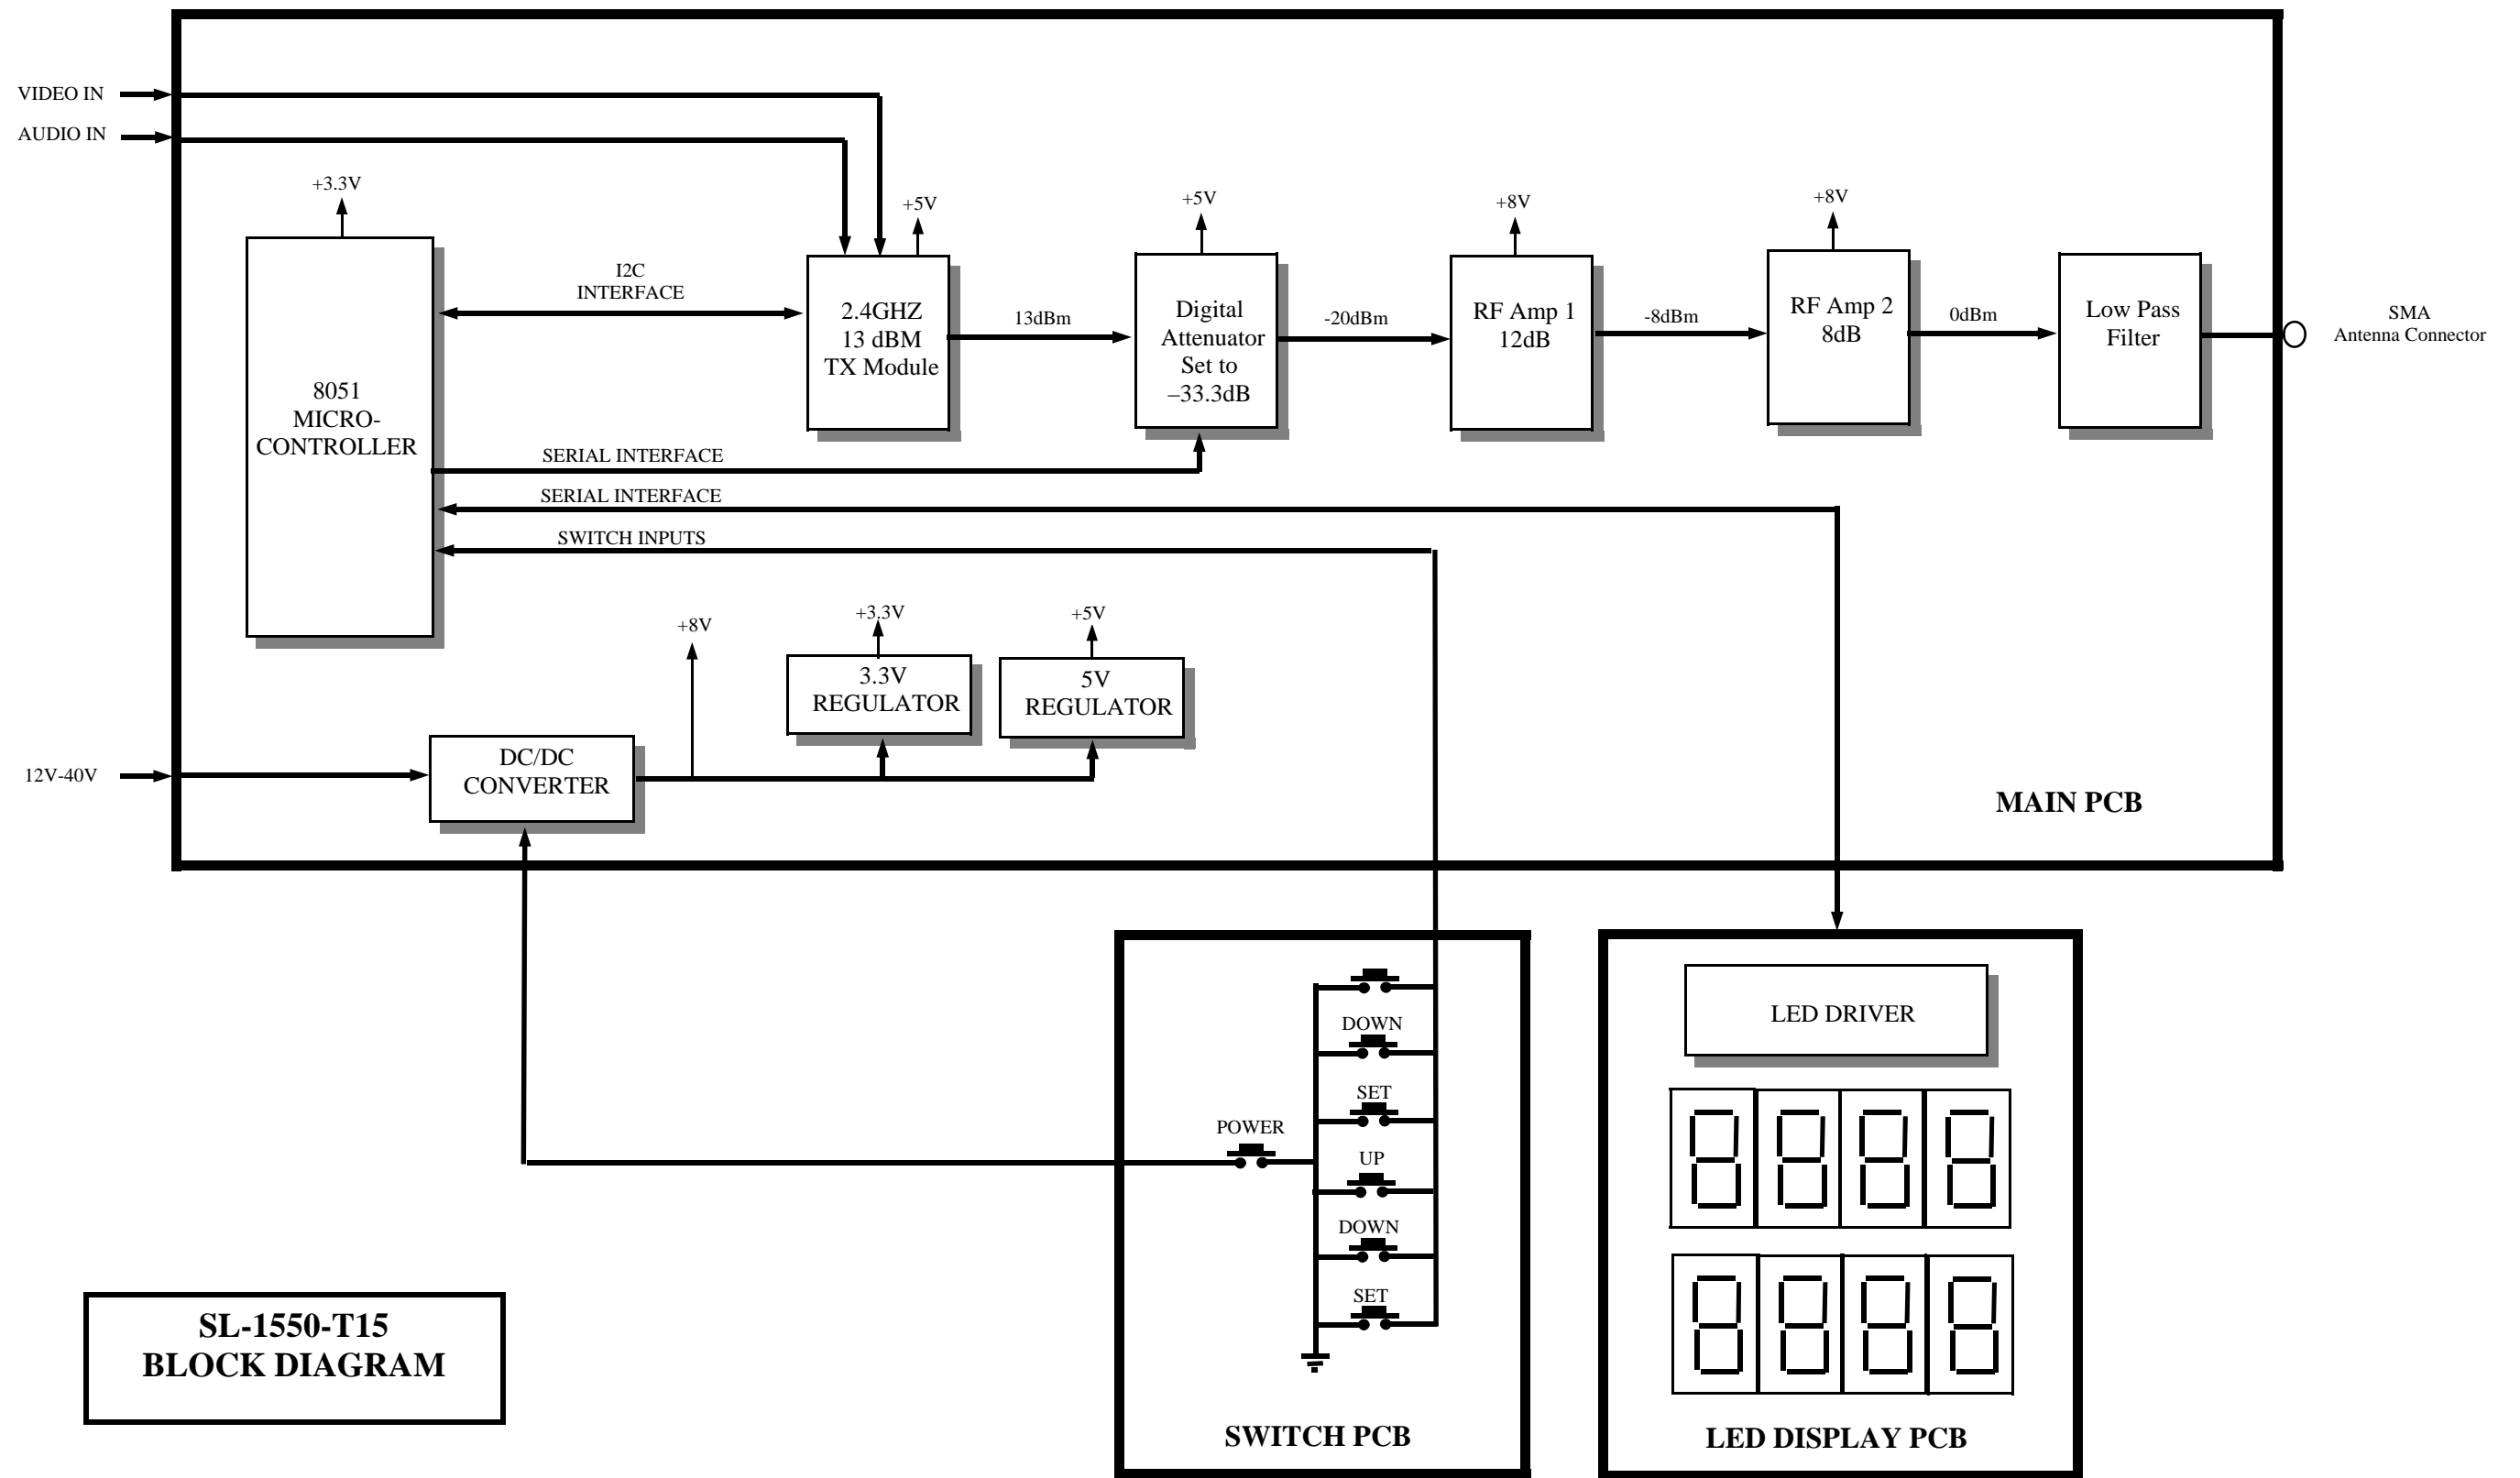 VIDEO IN
AUDIO IN
+3.3V
+5V
+5V
+8V
+8V
8051
MICRO-
CONTROLLER
I2C
INTERFACE
2.4GHZ
13 dBM
TX Module
13dBm
Digital
Attenuator
Set to
–33.3dB
-20dBm
RF Amp 1
12dB
-8dBm
RF Amp 2
8dB
0dBm
Low Pass
Filter
SMA
Antenna Connector
SERIAL INTERFACE
SERIAL INTERFACE
SWITCH INPUTS
+8V
+3.3V
+5V
3.3V
REGULATOR
5V
REGULATOR
12V-40V
DC/DC
CONVERTER
MAIN PCB
POWER
DOWN
SET
UP
DOWN
SET
SWITCH PCB
LED DRIVER
8888
8888
LED DISPLAY PCB
SL-1550-T15
BLOCK DIAGRAM